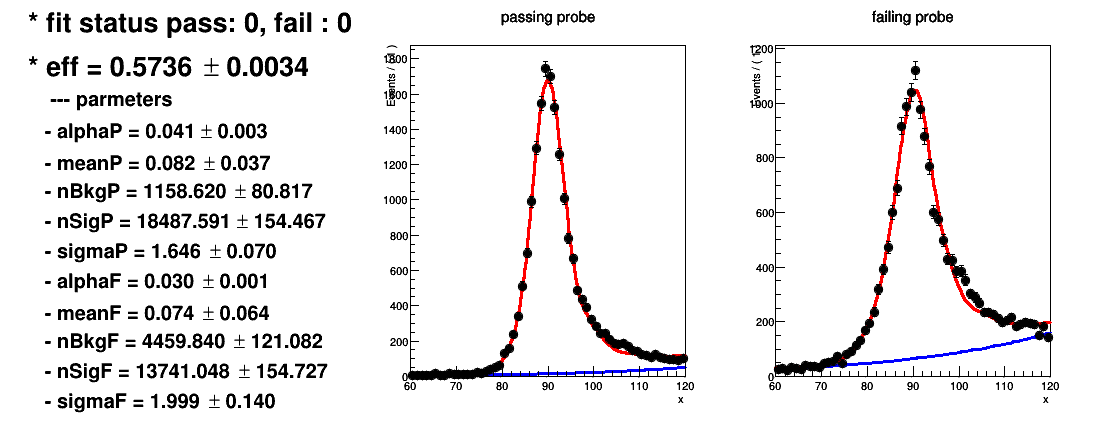 * fit status pass: 0, fail : 0
* eff = 0.5736 ± 0.0034
--- parmeters
- alphaP = 0.041 ± 0.003
- meanP = 0.082 ± 0.037
- nBkgP = 1158.620 ± 80.817
- nSigP = 18487.591 ± 154.467
- sigmaP = 1.646 ± 0.070
- alphaF = 0.030 ± 0.001
- meanF = 0.074 ± 0.064
- nBkgF = 4459.840 ± 121.082
- nSigF = 13741.048 ± 154.727
- sigmaF = 1.999 ± 0.140
passing probe
Events /
1800
1600
1400
1200
1000
800
600
400
200
0
60 70 80 90 100 110 120
x
failing probe
Events / ( 1
1200
1000
800
600
400
200
0
60 70 80 90 100 110 120
x